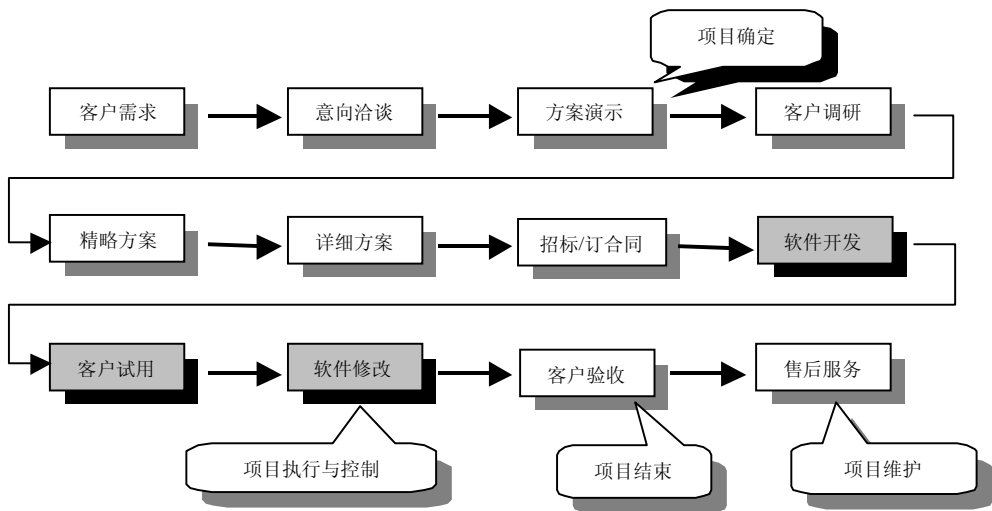 项目确定
客户需求
意向洽谈
方案演示
客户调研
精略方案
详细方案
招标/订合同
软件开发
客户试用
软件修改
客户验收
售后服务
项目执行与控制
项目结束
项目维护